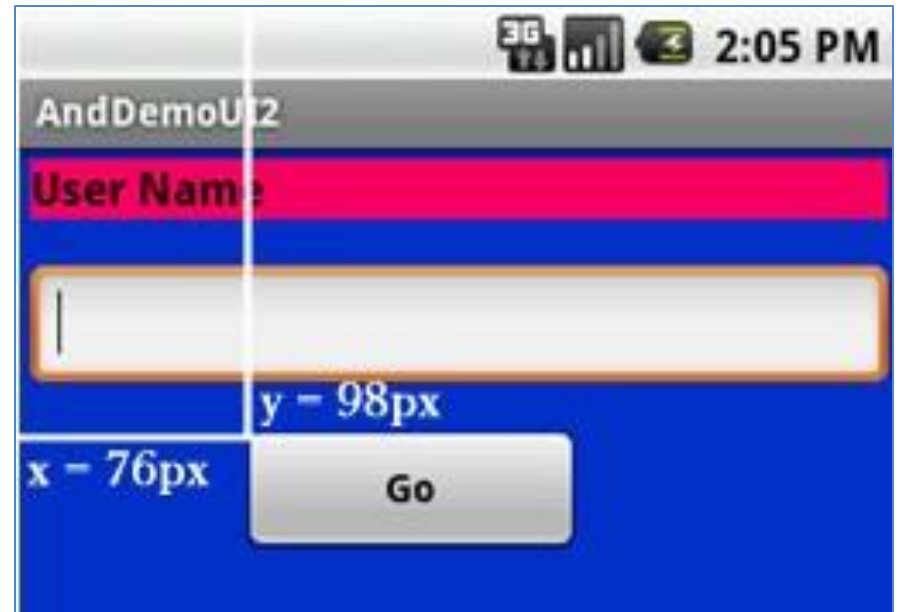 3G 2:05 PM
AndDemoUI2
User Name
y = 98px
x = 76px
Go